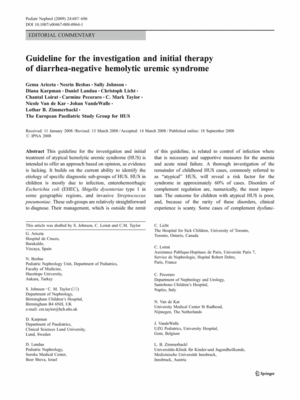 Pediatr Nephrol (2009) 24:687–696
DOI 10.1007/s00467-008-0964-1
EDITORIAL COMMENTARY
Guideline for the investigation and initial therapy
of diarrhea-negative hemolytic uremic syndrome
Gema Ariceta · Nesrin Besbas · Sally Johnson ·
Diana Karpman · Daniel Landau · Christoph Licht ·
Chantal Loirat · Carmine Pecoraro · C. Mark Taylor ·
Nicole Van de Kar · Johan VandeWalle ·
Lothar B. Zimmerhackl ·
The European Paediatric Study Group for HUS
Received: 11 January 2008 / Revised: 13 March 2008 / Accepted: 14 March 2008 / Published online: 18 September 2008
© IPNA 2008
Abstract This guideline for the investigation and initial
treatment of atypical hemolytic uremic syndrome (HUS) is
intended to offer an approach based on opinion, as evidence
is lacking. It builds on the current ability to identify the
etiology of specific diagnostic sub-groups of HUS. HUS in
children is mostly due to infection, enterohemorrhagic
Escherichia coli (EHEC), Shigella dysenteriae type 1 in
some geographic regions, and invasive Streptococcus
pneumoniae. These sub-groups are relatively straightforward
to diagnose. Their management, which is outside the remit
of this guideline, is related to control of infection where
that is necessary and supportive measures for the anemia
and acute renal failure. A thorough investigation of the
remainder of childhood HUS cases, commonly referred to
as “atypical” HUS, will reveal a risk factor for the
syndrome in approximately 60% of cases. Disorders of
complement regulation are, numerically, the most impor-
tant. The outcome for children with atypical HUS is poor,
and, because of the rarity of these disorders, clinical
experience is scanty. Some cases of complement dysfunc-
This article was drafted by S. Johnson, C. Loirat and C.M. Taylor
G. Ariceta
Hospital de Cruces,
Barakaldo,
Vizcaya, Spain
N. Besbas
Pediatric Nephrology Unit, Department of Pediatrics,
Faculty of Medicine,
Hacettepe University,
Ankara, Turkey
S. Johnson · C. M. Taylor
Department of Nephrology,
Birmingham Children's Hospital,
Birmingham B4 6NH, UK
D. Karpman
Department of Paediatrics,
Clinical Sciences Lund University,
Lund, Sweden
D. Landau
Pediatric Nephrology,
Soroka Medical Center,
Beer Sheva, Israel
C. Licht
The Hospital for Sick Children, University of Toronto,
Toronto, Ontario, Canada
C. Loirat
Assistance Publique-Hopitaux de Paris, Universite Paris 7,
Service de Nephrologie, Hopital Robert Debre,
Paris, France
C. Pecoraro
Department of Nephrology and Urology,
Santobono Children's Hospital,
Naples, Italy
N. Van de Kar
University Medical Center St Radboud,
Nijmegen, The Netherlands
J. VandeWalle
UZG Pediatrics, University Hospital,
Gent, Belgium
L. B. Zimmerhackl
Universitäts-Klinik für Kinder-und Jugendheilkunde,
Medizinische Universität Innsbruck,
Innsbruck, Austria
Springer